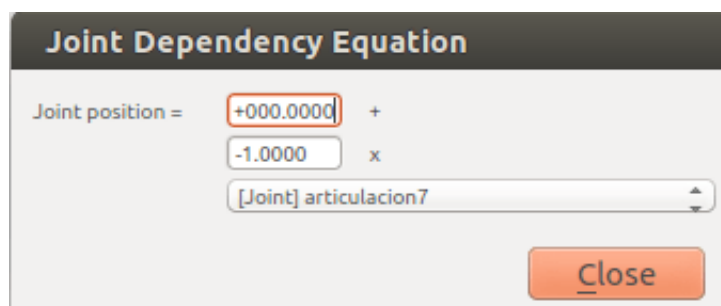 Joint Dependency Equation
Joint position = +000.0000 +
-1.0000 x
[Joint] articulacion7
Close